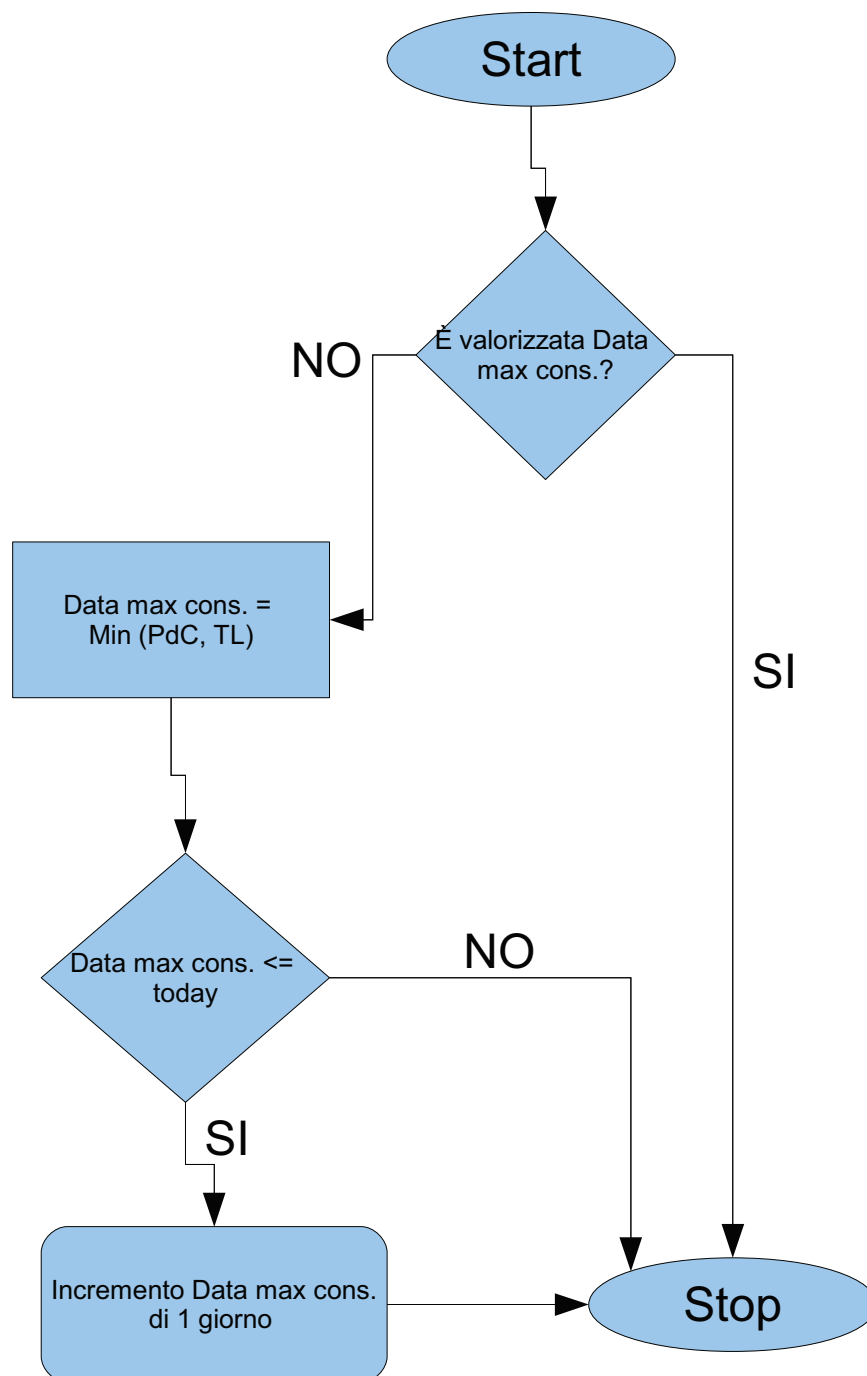 Start
È valorizzata Data
max cons.?
NO
Data max cons. =
Min (PdC, TL)
SI
Data max cons. <=
today
NO
SI
Incremento Data max cons.
di 1 giorno
Stop